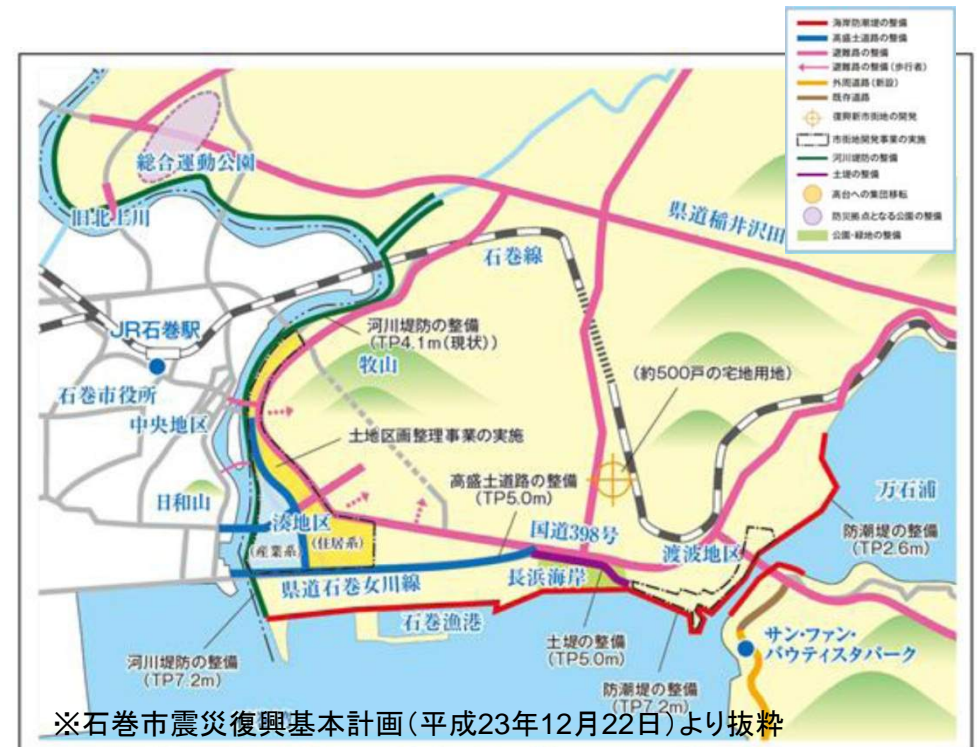 海岸防潮堤の整備
高盛土道路の整備
避難路の整備
避難路の整備(歩行者)
外周道路(新設)
既存道路
復興新市街地の開発
市街地開発事業の実施
河川堤防の整備
土堤の整備
高台への集団移転
防災拠点となる公園の整備
公園・緑地の整備
総合運動公園
旧北上川
県道稲井沢田
石巻線
JR石巻駅
河川堤防の整備
(TP4.1m(現状))
牧山
(約500戸の宅地用地)
石巻市役所
中央地区
土地区画整理事業の実施
高盛土道路の整備
(TP5.0m)
日和山
万石浦
湊地区
(産業系)
(住居系)
国道398号
渡波地区
防潮堤の整備
(TP2.6m)
県道石巻女川線
長浜海岸
石巻漁港
サン・ファン・
バウティスタパーク
土堤の整備
(TP5.0m)
河川堤防の整備
(TP7.2m)
防潮堤の整備
(TP7.2m)
※石巻市震災復興基本計画(平成23年12月22日)より抜粋